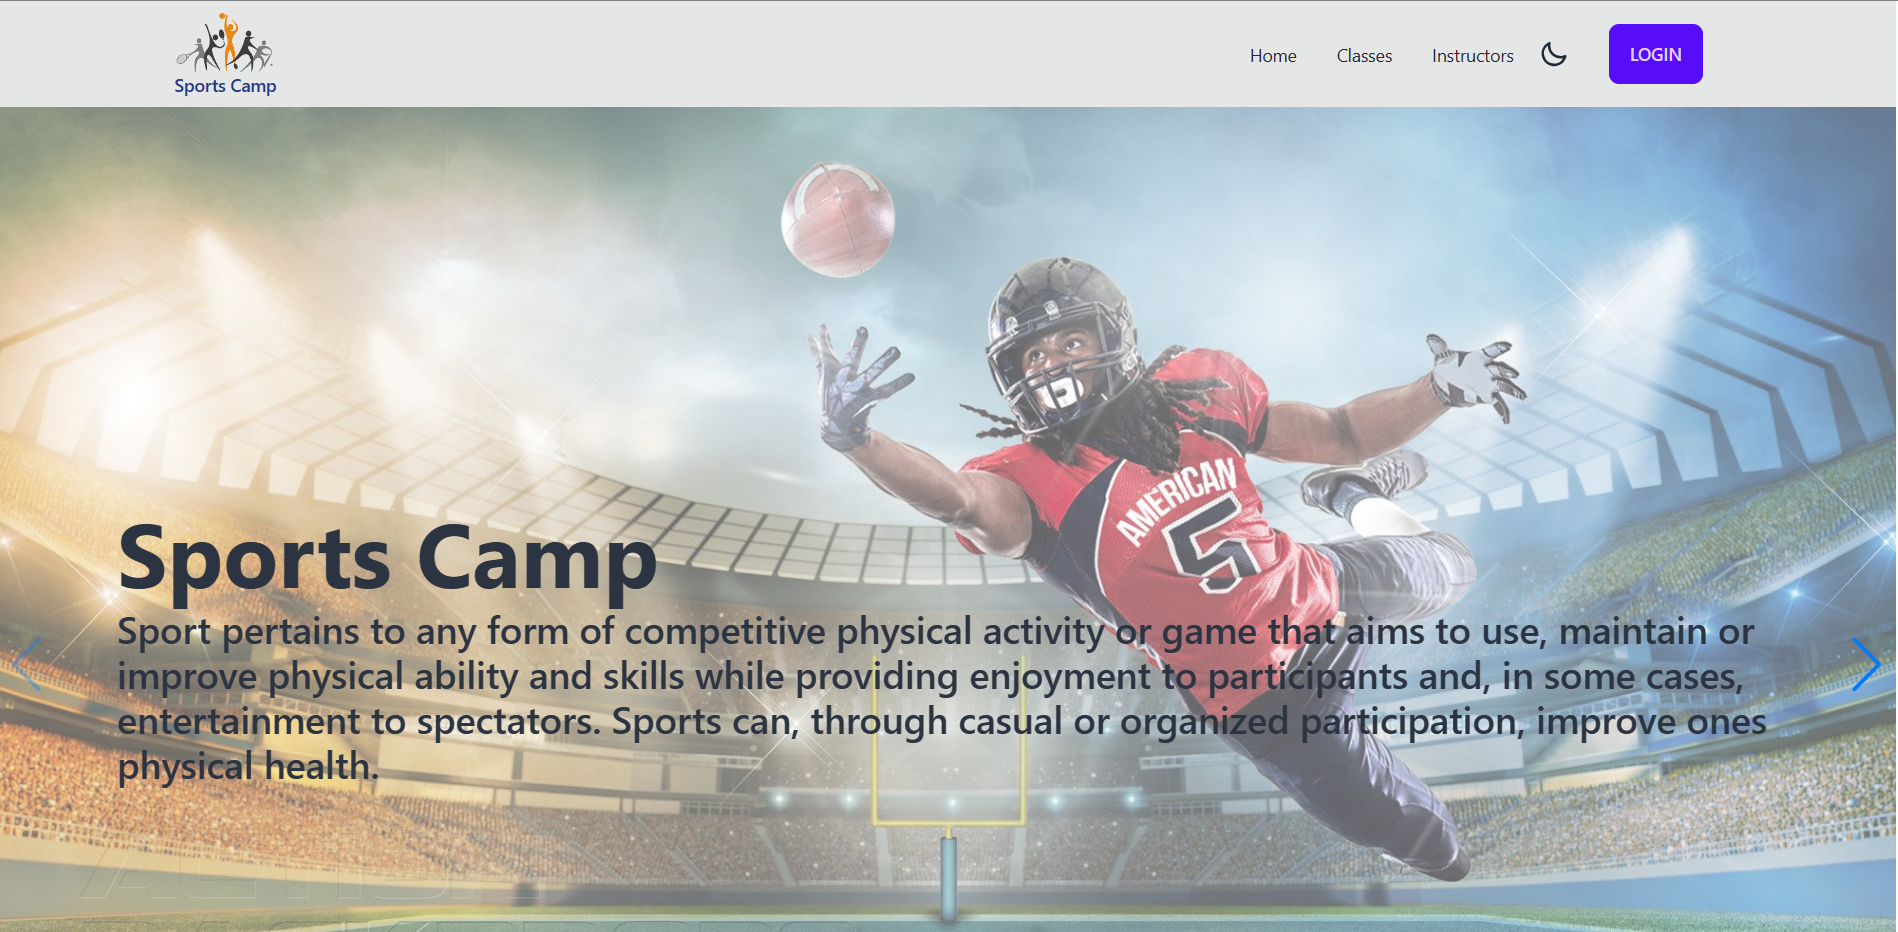 Sports Camp
Home Classes Instructors LOGIN
AMERICAN
5
Sports Camp
Sport pertains to any form of competitive physical activity or game that aims to use, maintain or
improve physical ability and skills while providing enjoyment to participants and, in some cases,
entertainment to spectators. Sports can, through casual or organized participation, improve ones
physical health.